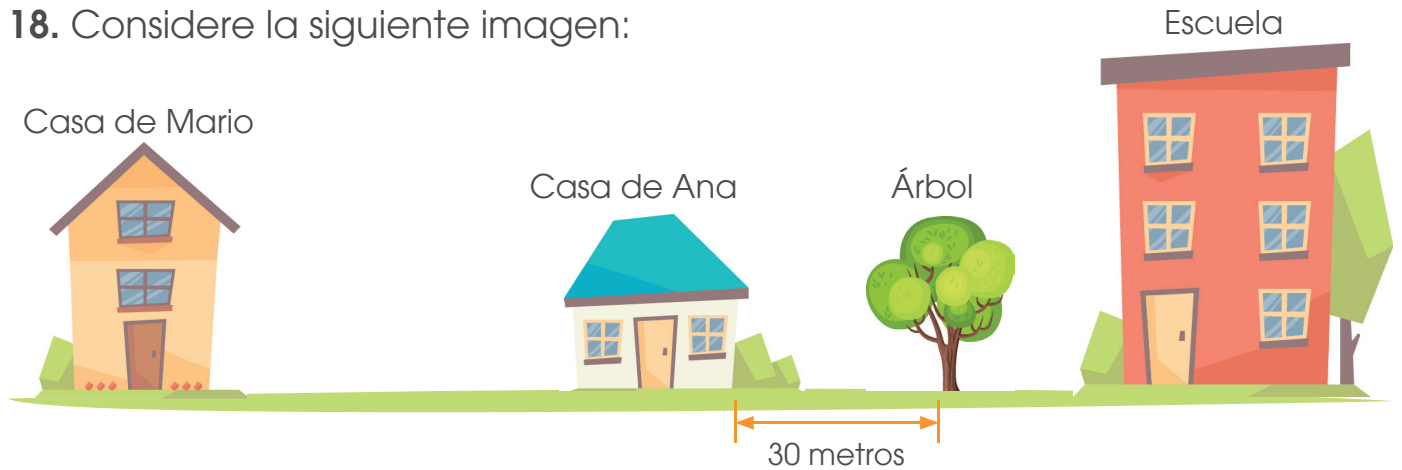 18. Considere la siguiente imagen:
Escuela
Casa de Mario
Casa de Ana
Árbol
30 metros